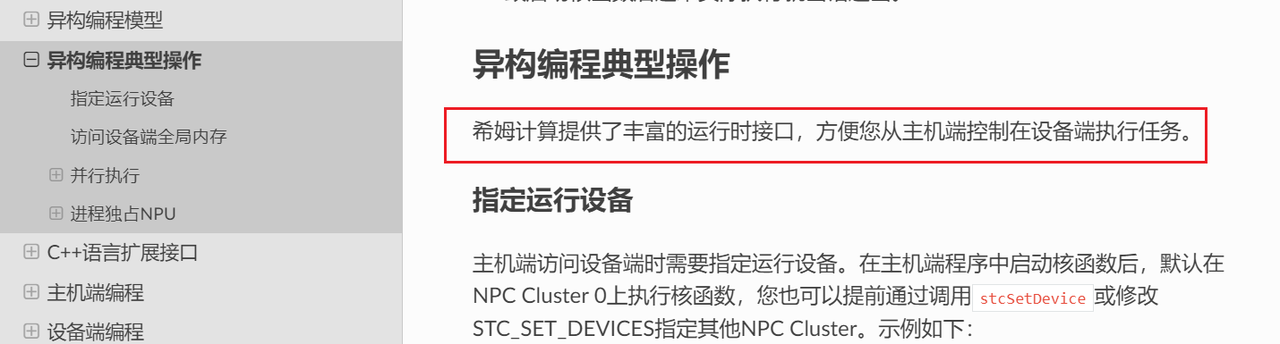 异构编程模型
异构编程典型操作
指定运行设备
访问设备端全局内存
并行执行
进程独占NPU
C++语言扩展接口
主机端编程
设备端编程
异构编程典型操作
希姆计算提供了丰富的运行时接口，方便您从主机端控制在设备端执行任务。
指定运行设备
主机端访问设备端时需要指定运行设备。在主机端程序中启动核函数后，默认在
NPC Cluster 0上执行核函数，您也可以提前通过调用stcSetDevice或修改
STC_SET_DEVICES指定其他NPC Cluster。示例如下：